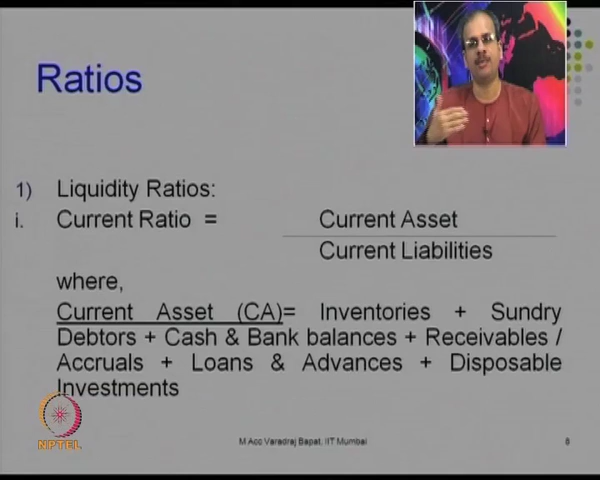 Ratios
1) Liquidity Ratios:
i. Current Ratio = Current Asset
Current Liabilities
where,
Current Asset (CA)= Inventories + Sundry
Debtors + Cash & Bank balances + Receivables /
Accruals + Loans & Advances + Disposable
Investments
NPTEL
M Acc Varadraj Bapat, IIT Mumbai
8